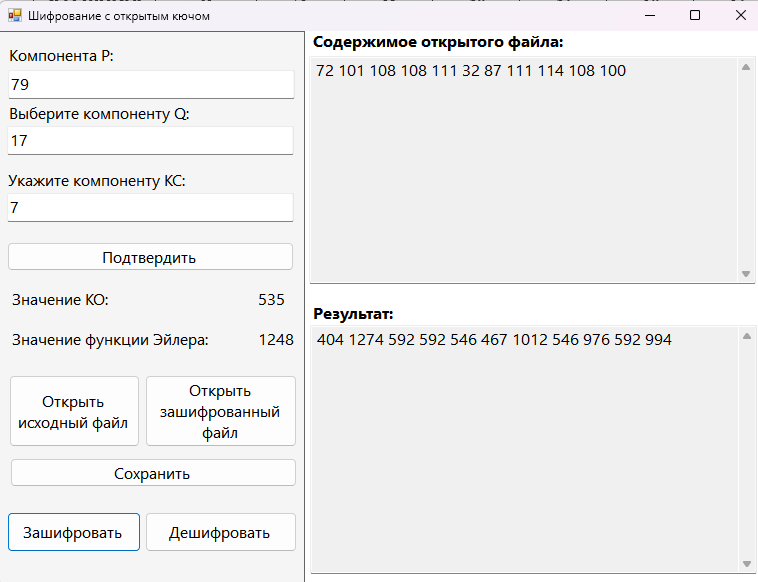 Шифрование с открытым кючом
Компонента P:
79
Выберите компоненту Q:
17
Укажите компоненту КС:
7
Подтвердить
Значение КО: 535
Значение функции Эйлера: 1248
Открыть
исходный файл
Открыть
зашифрованный
файл
Сохранить
Зашифровать
Дешифровать
Содержимое открытого файла:
72 101 108 108 111 32 87 111 114 108 100
Результат:
404 1274 592 592 546 467 1012 546 976 592 994